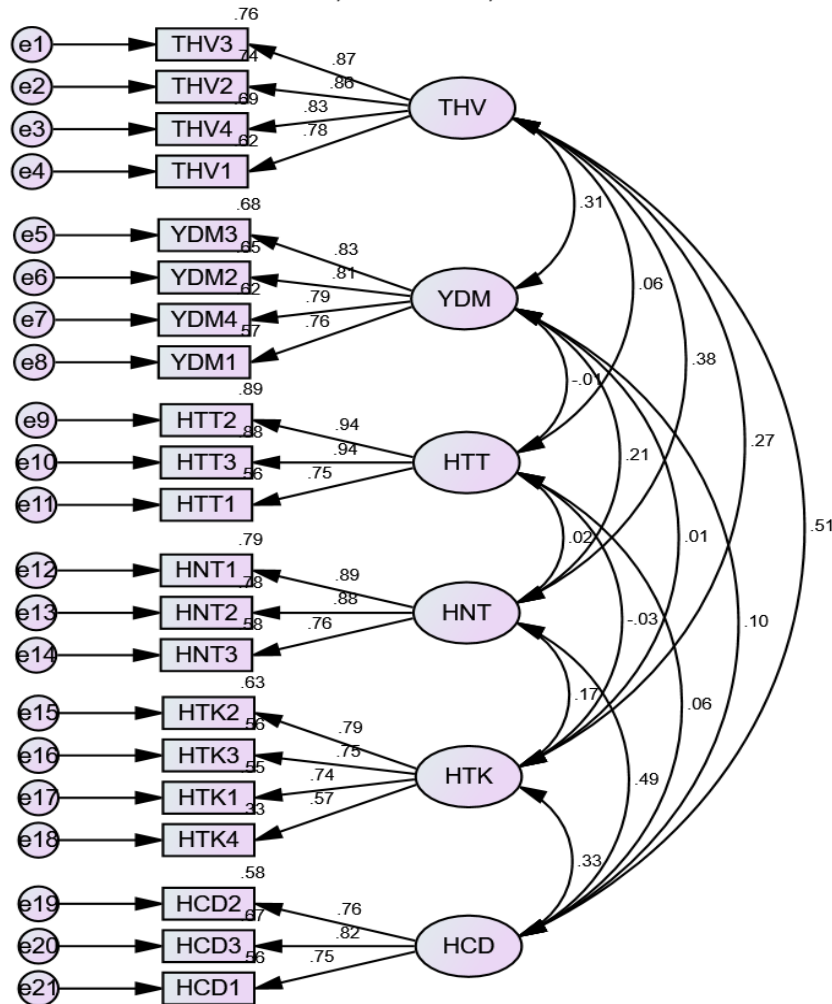 .76
e1 THV3 .87
.74
e2 THV2 .86
.69
e3 THV4 .83
.62
e4 THV1 .78
THV
.31
.68
e5 YDM3 .83
.65
e6 YDM2 .81
.62
e7 YDM4 .79
.57
e8 YDM1 .76
YDM
.06
-.01
.38
.89
e9 HTT2 .94
.88
e10 HTT3 .94
.56
e11 HTT1 .75
HTT
.21
.27
.02
.01
.51
.79
e12 HNT1 .89
.78
e13 HNT2 .88
.58
e14 HNT3 .76
HNT
-.03
.10
.17
.06
.63
e15 HTK2 .79
.56
e16 HTK3 .75
.55
e17 HTK1 .74
.33
e18 HTK4 .57
HTK
.49
.33
.58
e19 HCD2 .76
.67
e20 HCD3 .82
.56
e21 HCD1 .75
HCD